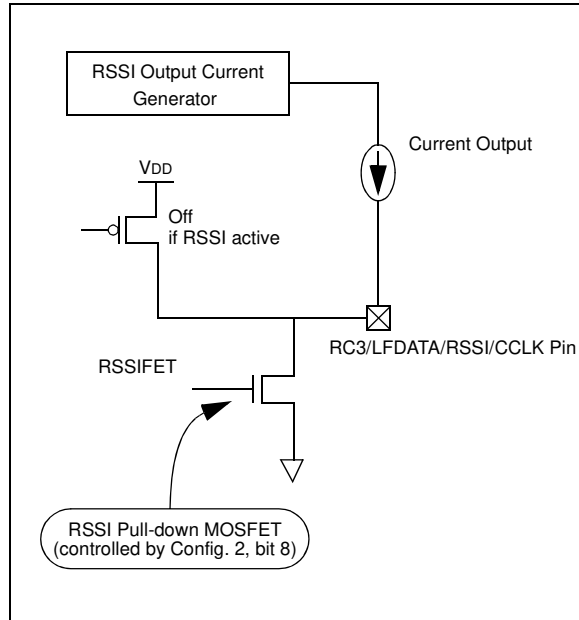 RSSI Output Current
Generator
Current Output
VDD
Off
if RSSI active
RC3/LFDATA/RSSI/CCLK Pin
RSSIFET
RSSI Pull-down MOSFET
(controlled by Config. 2, bit 8)